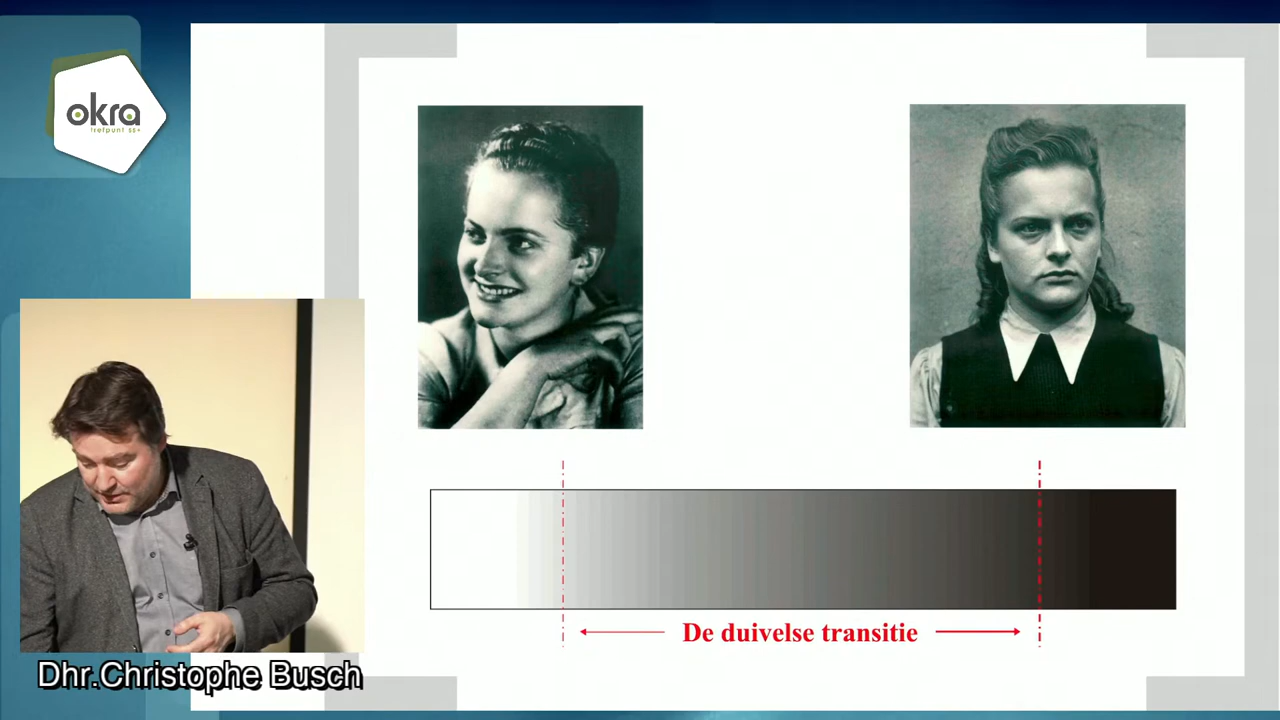 okra
trefpunt 55+
De duivelse transitie
Dhr.Christophe Busch